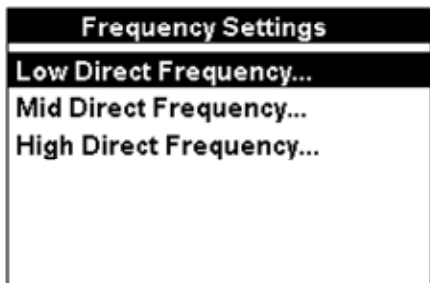 Frequency Settings
Low Direct Frequency...
Mid Direct Frequency...
High Direct Frequency...